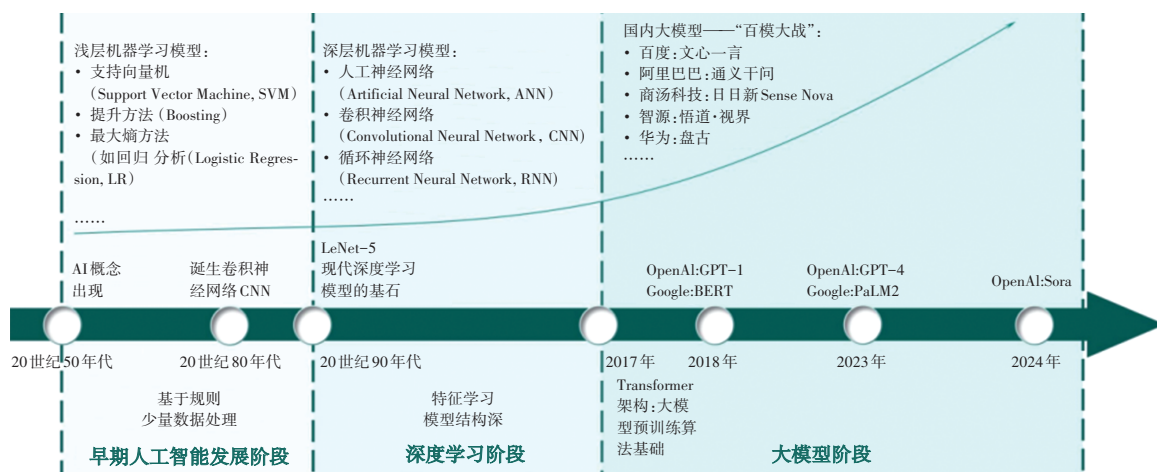 浅层机器学习模型：
• 支持向量机
（Support Vector Machine, SVM）
• 提升方法（Boosting）
• 最大熵方法
（如回归 分析（Logistic Regres-
sion, LR）
……
深层机器学习模型：
• 人工神经网络
（Artificial Neural Network, ANN）
• 卷积神经网络
（Convolutional Neural Network，CNN）
• 循环神经网络
（Recurrent Neural Network, RNN）
……
国内大模型——“百模大战”：
• 百度：文心一言
• 阿里巴巴：通义干问
• 商汤科技：日日新Sense Nova
• 智源：悟道·视界
• 华为：盘古
……
AI概念
出现
诞生卷积神
经网络CNN
LeNet-5
现代深度学习
模型的基石
OpenAl:GPT-1
Google:BERT
OpenAl:GPT-4
Google:PaLM2
OpenAl:Sora
20世纪50年代
20世纪80年代
20世纪90年代
2017年
2018年
2023年
2024年
基于规则
少量数据处理
特征学习
模型结构深
Transformer
架构：大模
型预训练算
法基础
早期人工智能发展阶段
深度学习阶段
大模型阶段